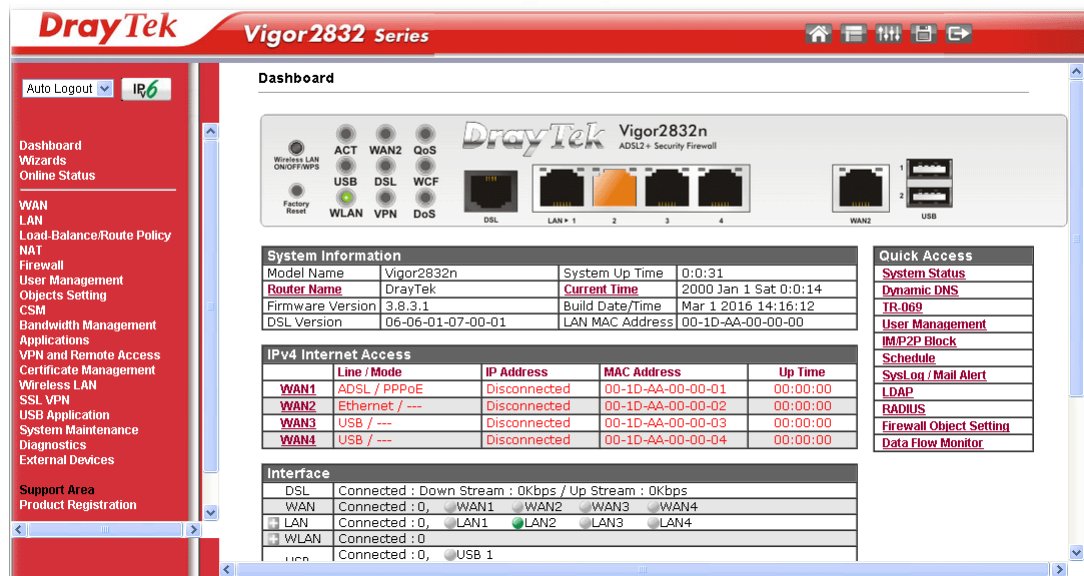 DrayTek Vigor2832 Series
Auto Logout IPv6
Dashboard
Wizards
Online Status
WAN
LAN
Load-Balance/Route Policy
NAT
Firewall
User Management
Objects Setting
CSM
Bandwidth Management
Applications
VPN and Remote Access
Certificate Management
Wireless LAN
SSL VPN
USB Application
System Maintenance
Diagnostics
External Devices
Support Area
Product Registration
Dashboard
DrayTek Vigor2832n
ADSL2+ Security Firewall
Wireless LAN
ON/OFF/WPS
ACT WAN2 QoS
USB DSL WCF
Factory
Reset
WLAN VPN DoS
DSL LAN 1 2 3 4 WAN2 1 2 USB
System Information
Model Name Vigor2832n System Up Time 0:0:31
Router Name DrayTek Current Time 2000 Jan 1 Sat 0:0:14
Firmware Version 3.8.3.1 Build Date/Time Mar 1 2016 14:16:12
DSL Version 06-06-01-07-00-01 LAN MAC Address 00-1D-AA-00-00-00
IPv4 Internet Access
Line / Mode IP Address MAC Address Up Time
WAN1 ADSL / PPPoE Disconnected 00-1D-AA-00-00-01 00:00:00
WAN2 Ethernet / --- Disconnected 00-1D-AA-00-00-02 00:00:00
WAN3 USB / --- Disconnected 00-1D-AA-00-00-03 00:00:00
WAN4 USB / --- Disconnected 00-1D-AA-00-00-04 00:00:00
Interface
DSL Connected : Down Stream : 0Kbps / Up Stream : 0Kbps
WAN Connected : 0, WAN1 WAN2 WAN3 WAN4
LAN Connected : 0, LAN1 LAN2 LAN3 LAN4
WLAN Connected : 0
USB Connected : 0, USB 1
Quick Access
System Status
Dynamic DNS
TR-069
User Management
IM/P2P Block
Schedule
SysLog / Mail Alert
LDAP
RADIUS
Firewall Object Setting
Data Flow Monitor